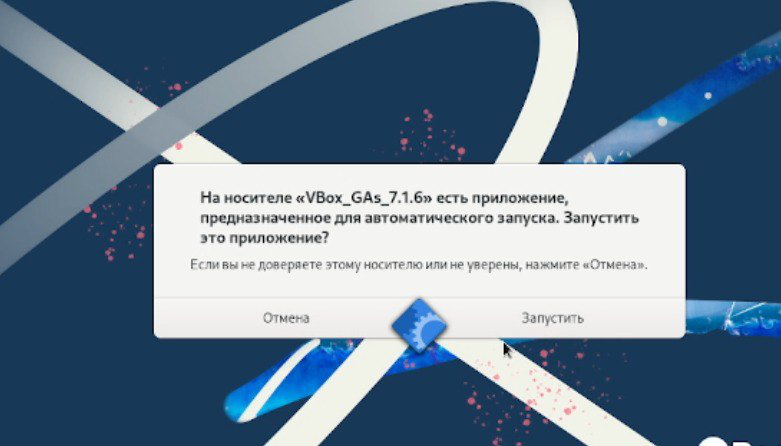 На носителе «VBox_GAs_7.1.6» есть приложение,
предназначенное для автоматического запуска. Запустить
это приложение?
Если вы не доверяете этому носителю или не уверены, нажмите «Отмена».
Отмена
Запустить